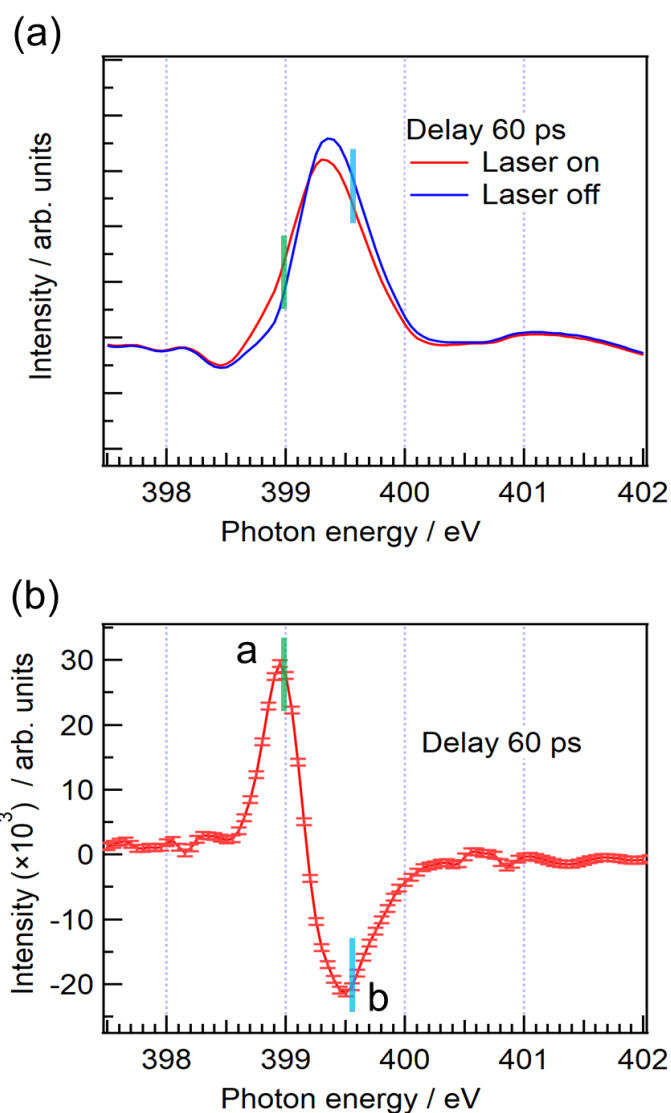 (a)
Intensity / arb. units
Delay 60 ps
Laser on
Laser off
398 399 400 401 402
Photon energy / eV
(b)
Intensity (×10³) / arb. units
30
20
10
0
-10
-20
a
Delay 60 ps
b
398 399 400 401 402
Photon energy / eV